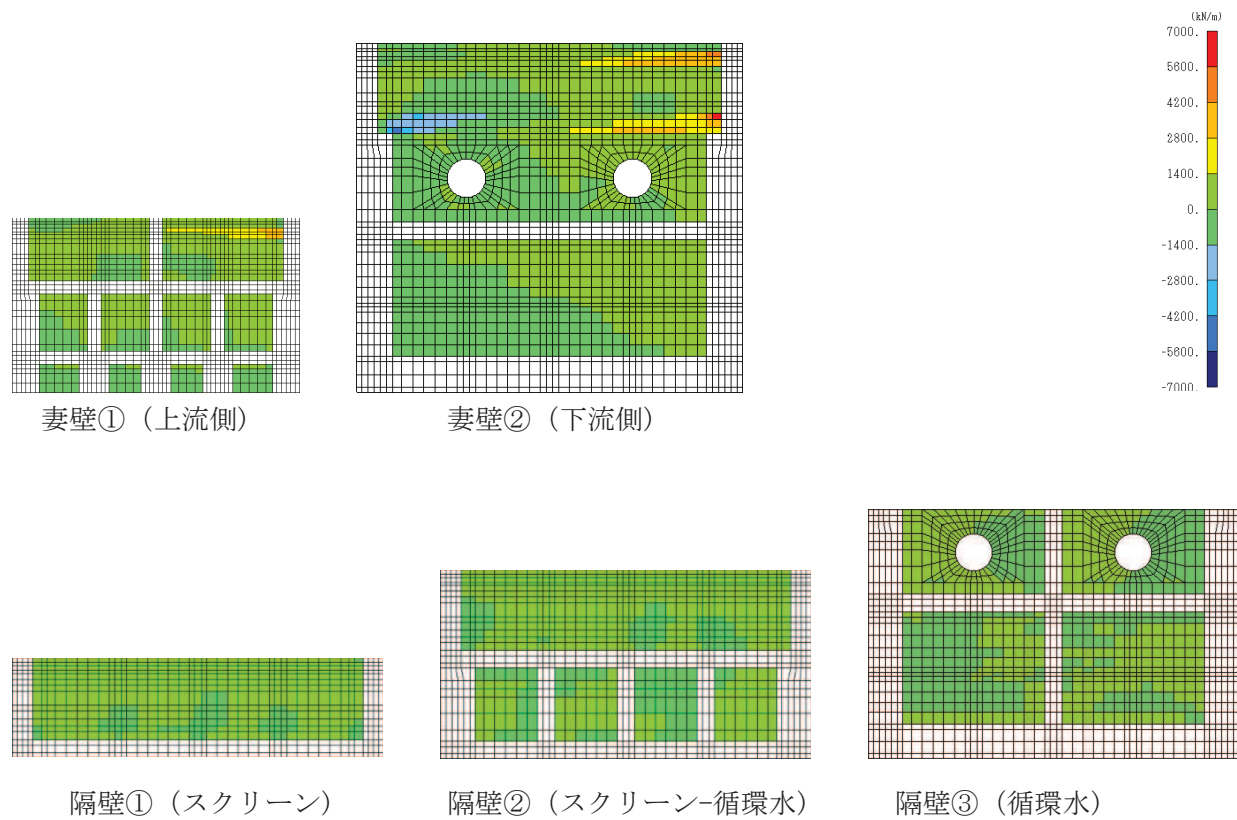 (kN/m)
7000.
5600.
4200.
2800.
1400.
0.
-1400.
-2800.
-4200.
-5600.
-7000.
妻壁①（上流側）
妻壁②（下流側）
隔壁①（スクリーン）
隔壁②（スクリーン-循環水）
隔壁③（循環水）